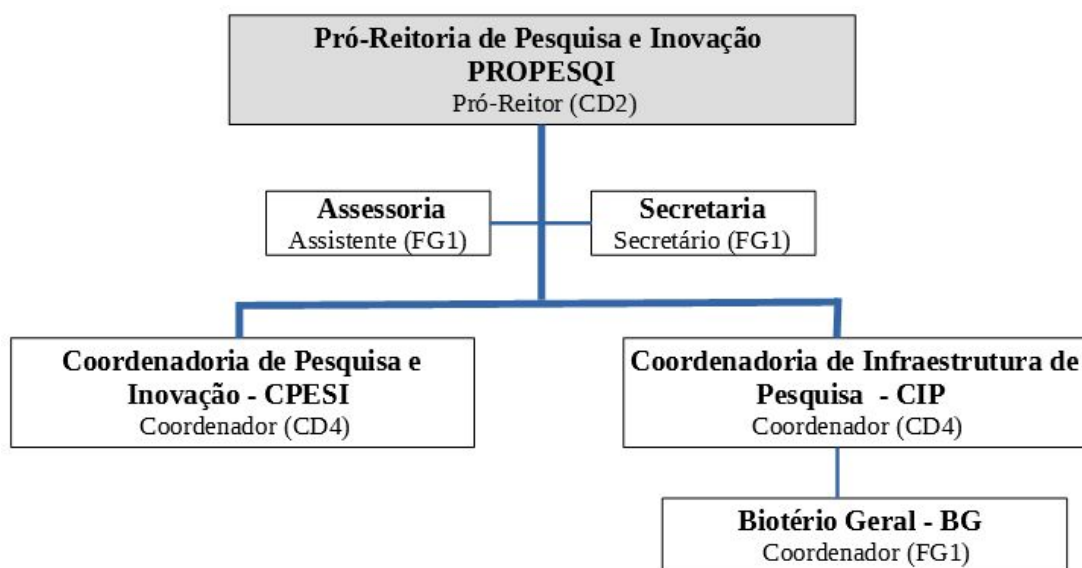 Pró-Reitoria de Pesquisa e Inovação
PROPESQI
Pró-Reitor (CD2)
Assessoria
Assistente (FG1)
Secretaria
Secretário (FG1)
Coordenadoria de Pesquisa e
Inovação - CPESI
Coordenador (CD4)
Coordenadoria de Infraestrutura de
Pesquisa - CIP
Coordenador (CD4)
Biotério Geral - BG
Coordenador (FG1)